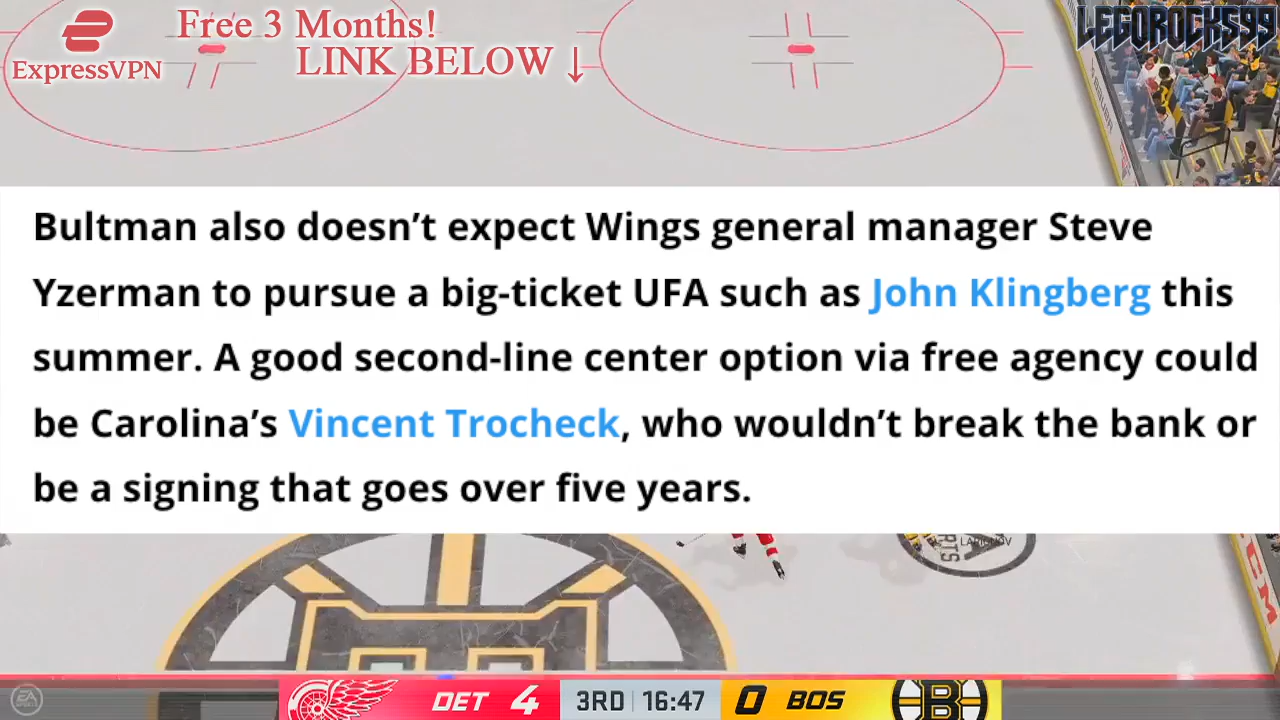 Free 3 Months!
LINK BELOW ↓
ExpressVPN
LEGOROCKS99
Bultman also doesn’t expect Wings general manager Steve
Yzerman to pursue a big-ticket UFA such as John Klingberg this
summer. A good second-line center option via free agency could
be Carolina’s Vincent Trocheck, who wouldn’t break the bank or
be a signing that goes over five years.
DET 4 3RD 16:47 0 BOS